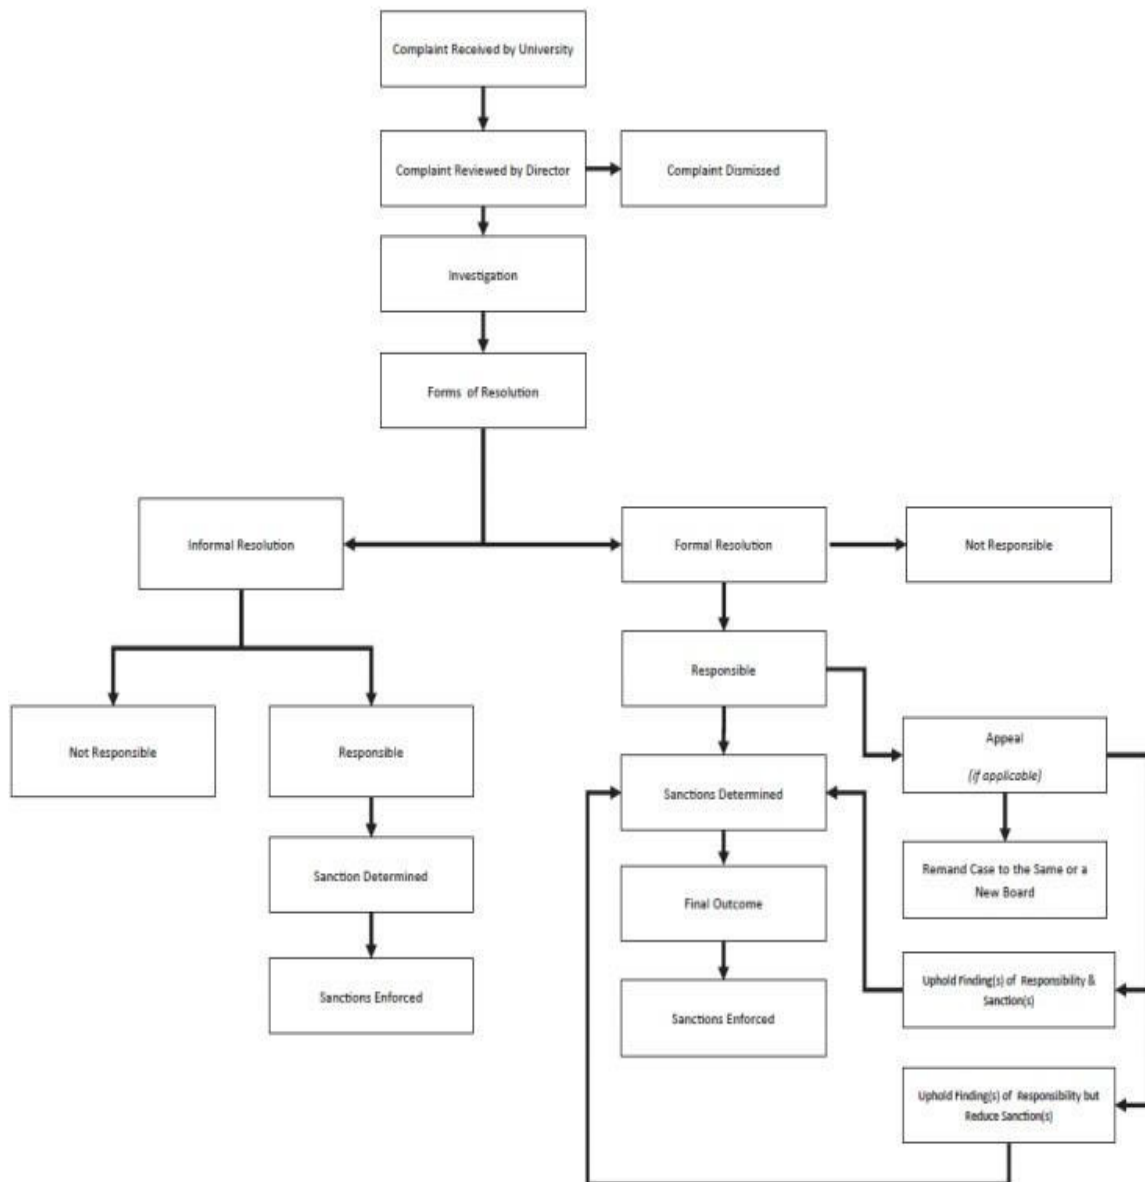 Complaint Received by University
Complaint Reviewed by Director
Complaint Dismissed
Investigation
Forms of Resolution
Informal Resolution
Formal Resolution
Not Responsible
Responsible
Not Responsible
Responsible
Appeal
(if applicable)
Sanctions Determined
Sanction Determined
Remand Case to the Same or a
New Board
Final Outcome
Sanctions Enforced
Uphold Finding(s) of Responsibility &
Sanction(s)
Sanctions Enforced
Uphold Finding(s) of Responsibility but
Reduce Sanction(s)